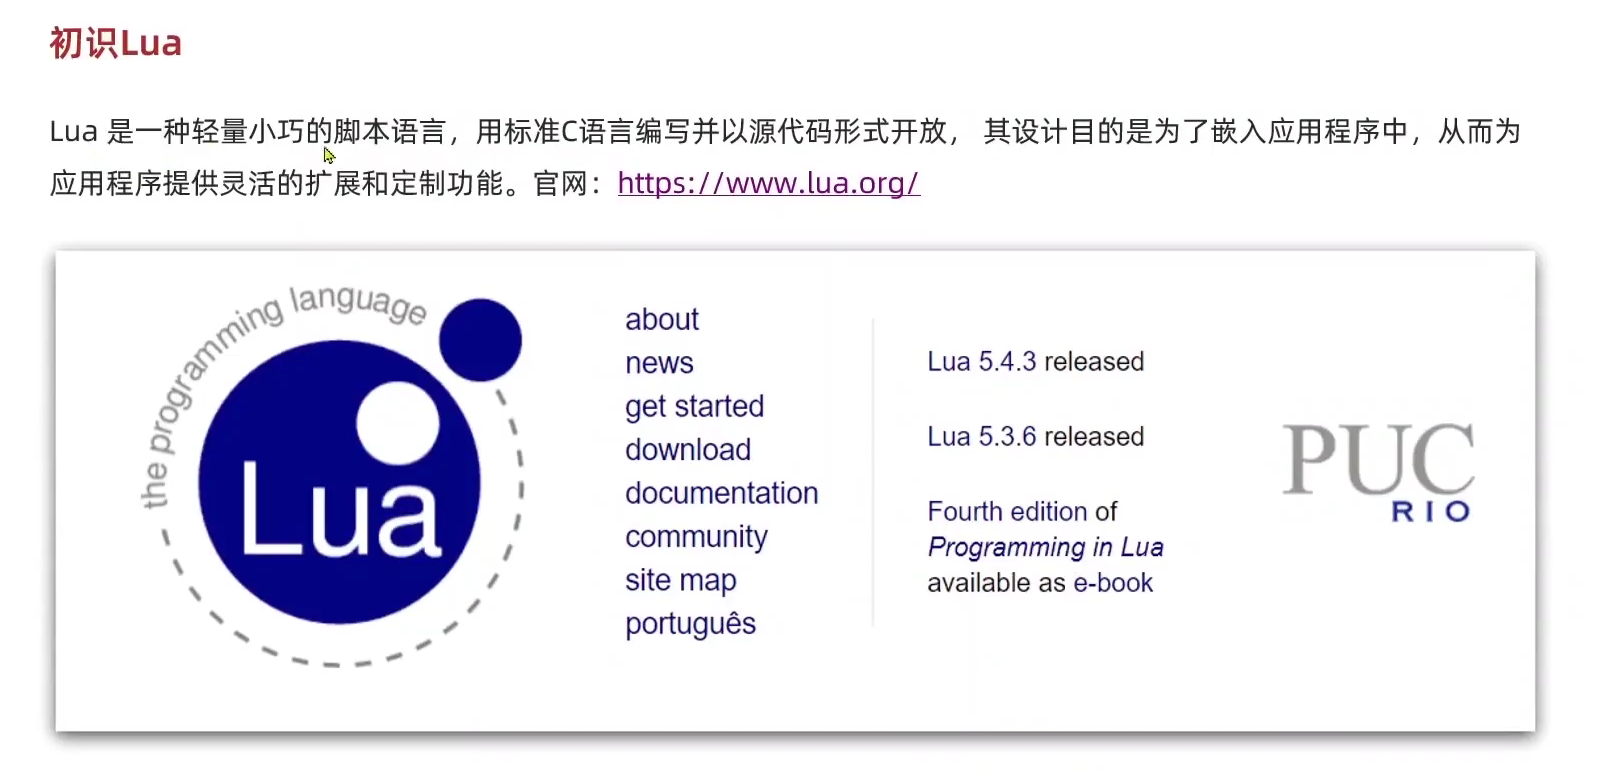 初识Lua
Lua 是一种轻量小巧的脚本语言，用标准C语言编写并以源代码形式开放， 其设计目的是为了嵌入应用程序中，从而为
应用程序提供灵活的扩展和定制功能。官网：https://www.lua.org/
the programming language
Lua
about
news
get started
download
documentation
community
site map
português
Lua 5.4.3 released
Lua 5.3.6 released
Fourth edition of
Programming in Lua
available as e-book
PUC
RIO